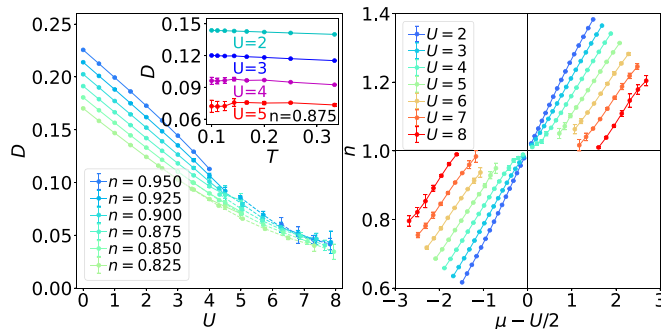 0.25
0.20
0.15
0.10
0.05
0.00
D
0 1 2 3 4 5 6 7 8
U
n=0.950
n=0.925
n=0.900
n=0.875
n=0.850
n=0.825
0.15
0.12
0.09
0.06
D
U=2
U=3
U=4
U=5
n=0.875
0.1 0.2 0.3
T
1.4
1.2
1.0
0.8
0.6
n
U=2
U=3
U=4
U=5
U=6
U=7
U=8
−3 −2 −1 0 1 2 3
μ−U/2